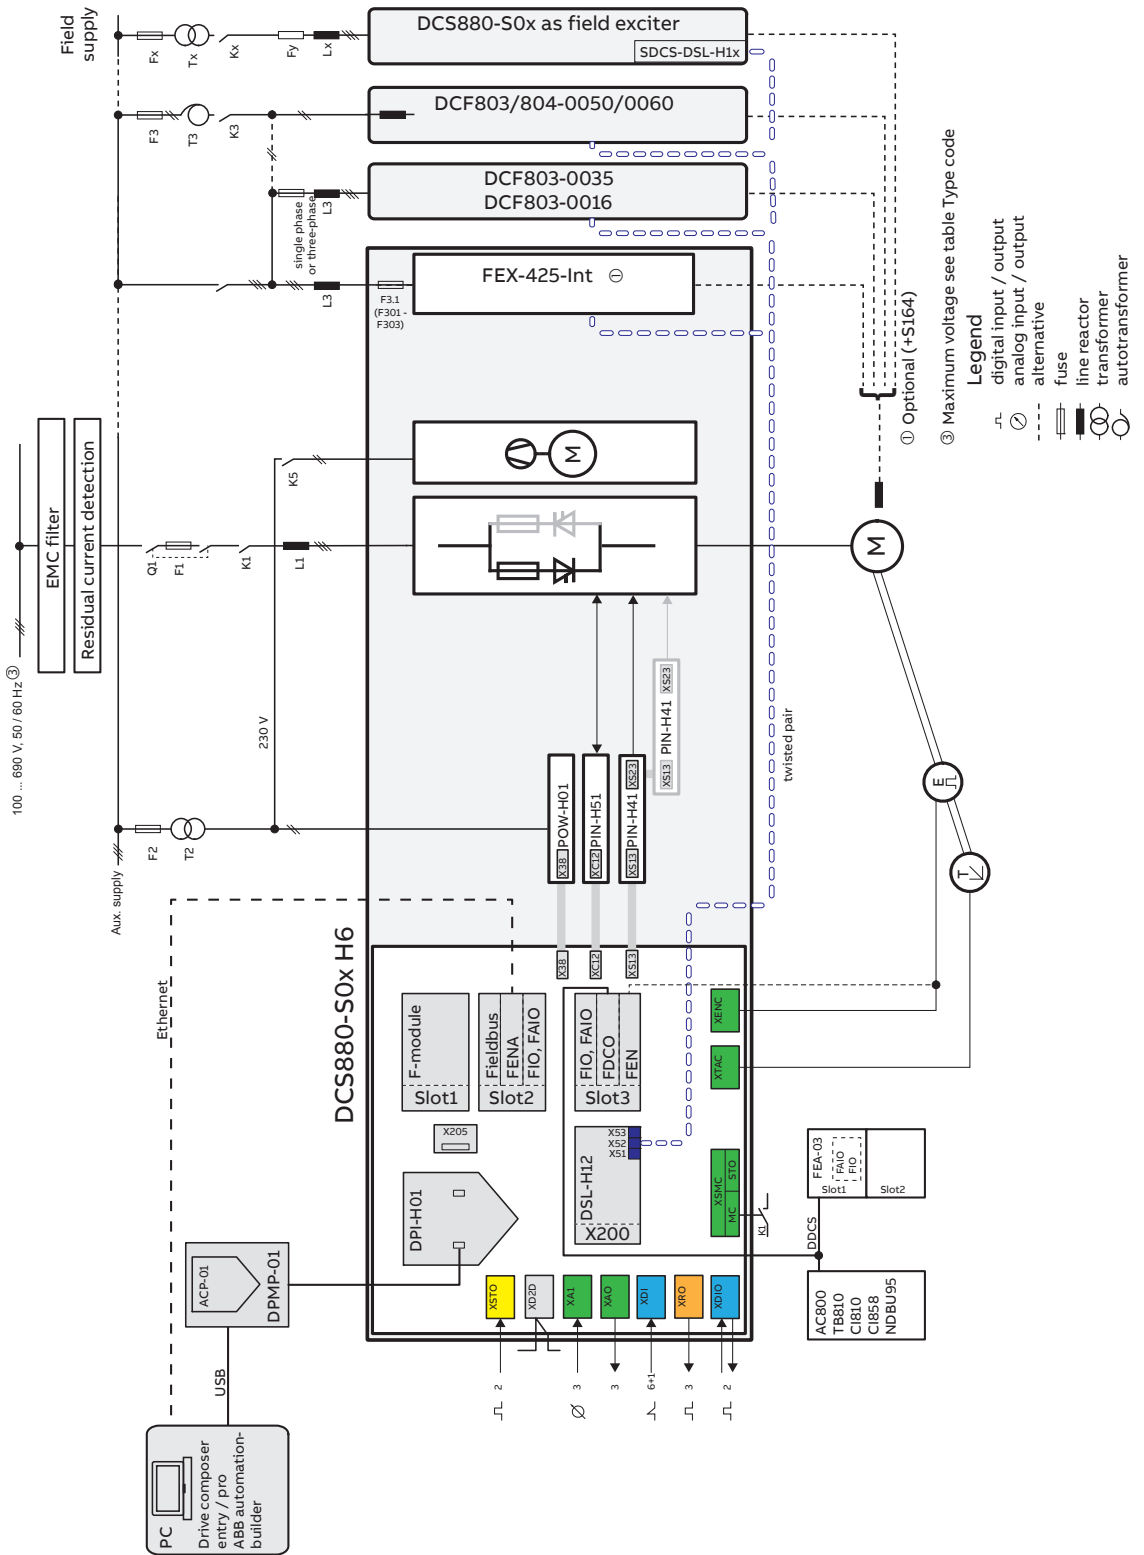 Field
supply
Fx
Tx
Kx
Fy
Lx
DCS880-S0x as field exciter
SDCS-DSL-H1x
F3
T3
K3
DCF803/804-0050/0060
single phase
or three-phase
L3
DCF803-0035
DCF803-0016
L3
F3.1
(F301 -
F303)
FEX-425-Int ①
100 ... 690 V, 50 / 60 Hz ③
EMC filter
Residual current detection
Q1
F1
K1
L1
K5
M
230 V
Aux. supply
F2
T2
X38
POW-H01
XC12
PIN-H51
XS13
PIN-H41
XS23
XS13
PIN-H41
XS23
twisted pair
M
E
T
① Optional (+S164)
③ Maximum voltage see table Type code
Legend
digital input / output
analog input / output
alternative
fuse
line reactor
transformer
autotransformer
DCS880-S0x H6
Ethernet
X38
XC12
XS13
F-module
Slot1
Fieldbus
FENA
FIO, FAIO
Slot2
FIO, FAIO
FDCO
FEN
Slot3
XENC
XTAC
X205
DPI-H01
DSL-H12
X200
X53
X52
X51
XSMC
MC
STO
K1
FEA-03
FAIO
FIO
Slot1
Slot2
DDCS
AC800
TB810
CI810
CI858
NDBU95
XSTO
XD2D
XA1
XAO
XDI
XRO
XDIO
2
3
3
6+1
3
2
ACP-01
DPMP-01
USB
PC
Drive composer
entry / pro
ABB automation-
builder